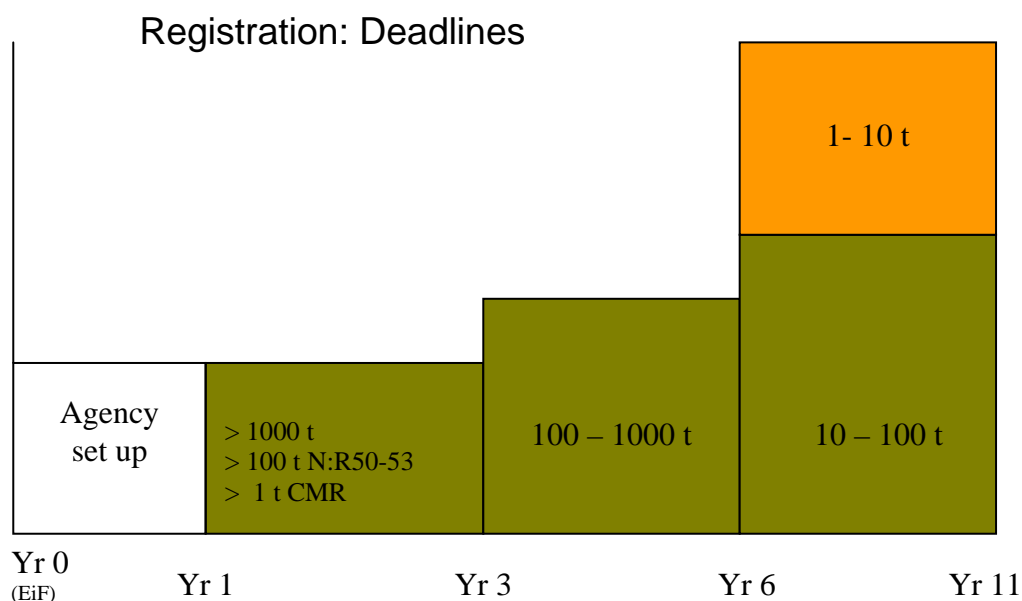 Registration: Deadlines
1- 10 t
Agency
set up
> 1000 t
> 100 t N:R50-53
>  1 t CMR
100 – 1000 t
10 – 100 t
Yr 0
(EiF)
Yr 1
Yr 3
Yr 6
Yr 11